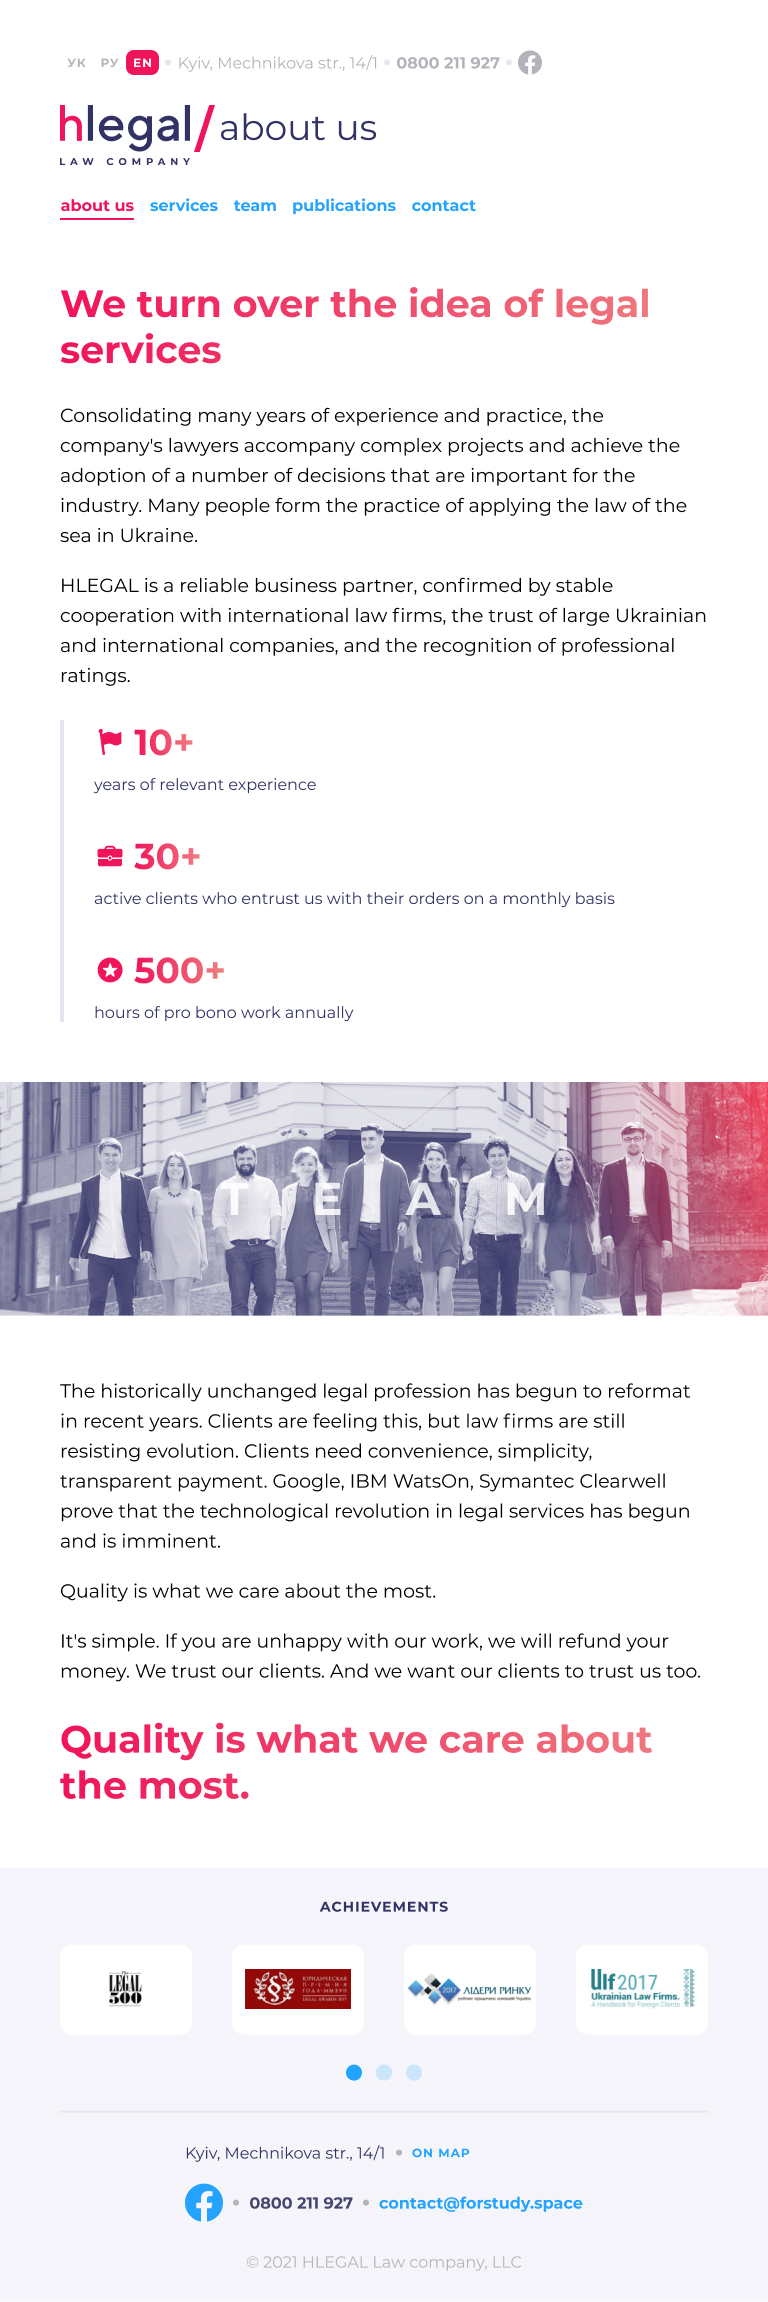 УК РУ EN • Kyiv, Mechnikova str., 14/1 • 0800 211 927 •
hlegal/about us
LAW COMPANY
about us services team publications contact
We turn over the idea of legal
services
Consolidating many years of experience and practice, the
company's lawyers accompany complex projects and achieve the
adoption of a number of decisions that are important for the
industry. Many people form the practice of applying the law of the
sea in Ukraine.
HLEGAL is a reliable business partner, confirmed by stable
cooperation with international law firms, the trust of large Ukrainian
and international companies, and the recognition of professional
ratings.
10+
years of relevant experience
30+
active clients who entrust us with their orders on a monthly basis
500+
hours of pro bono work annually
TEAM
The historically unchanged legal profession has begun to reformat
in recent years. Clients are feeling this, but law firms are still
resisting evolution. Clients need convenience, simplicity,
transparent payment. Google, IBM WatsOn, Symantec Clearwell
prove that the technological revolution in legal services has begun
and is imminent.
Quality is what we care about the most.
It's simple. If you are unhappy with our work, we will refund your
money. We trust our clients. And we want our clients to trust us too.
Quality is what we care about
the most.
ACHIEVEMENTS
The
LEGAL
500
ЮРИДИЧЕСКАЯ
ПРЕМИЯ
ГОДА-MMXVII
LEGAL AWARDS 2017
2017 ЛІДЕРИ РИНКУ
рейтинг юридичних компаній України
Ulf 2017
Ukrainian Law Firms.
A Handbook for Foreign Clients
Kyiv, Mechnikova str., 14/1 • ON MAP
• 0800 211 927 • contact@forstudy.space
© 2021 HLEGAL Law company, LLC